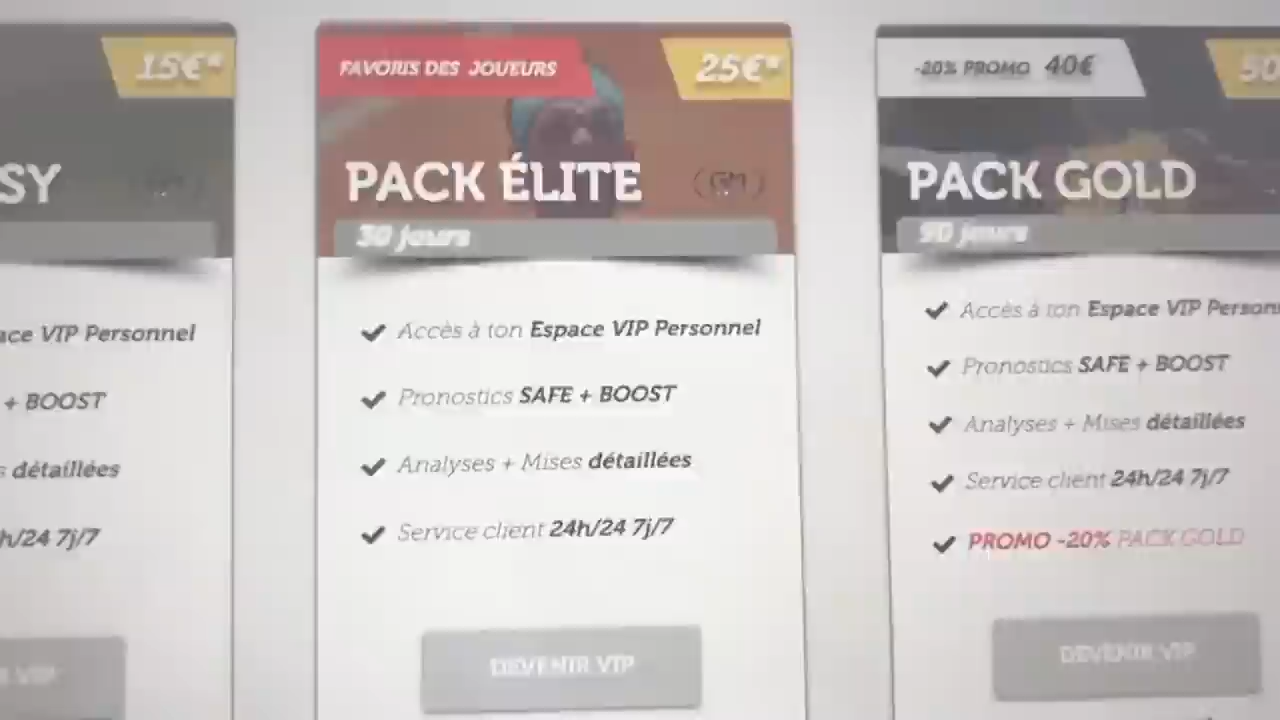 15€*
SY
ace VIP Personnel
+ BOOST
s détaillées
h/24 7j/7
R VIP
FAVORIS DES JOUEURS
25€*
PACK ÉLITE
30 jours
Accès à ton Espace VIP Personnel
Pronostics SAFE + BOOST
Analyses + Mises détaillées
Service client 24h/24 7j/7
DEVENIR VIP
-20% PROMO 40€
50
PACK GOLD
90 jours
Accès à ton Espace VIP Person
Pronostics SAFE + BOOST
Analyses + Mises détaillées
Service client 24h/24 7j/7
PROMO -20% PACK GOLD
DEVENIR VIP